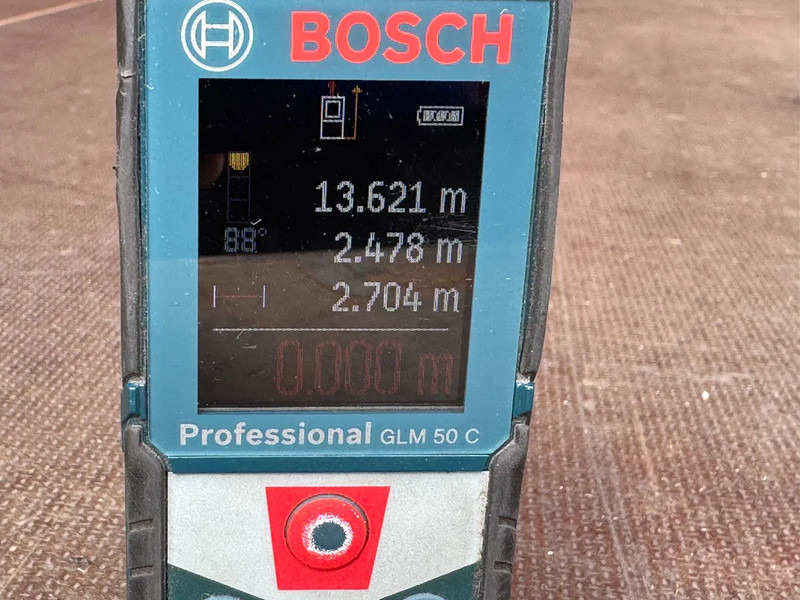 BOSCH
13.621 m
88° 2.478 m
2.704 m
0.000 m
Professional GLM 50 C